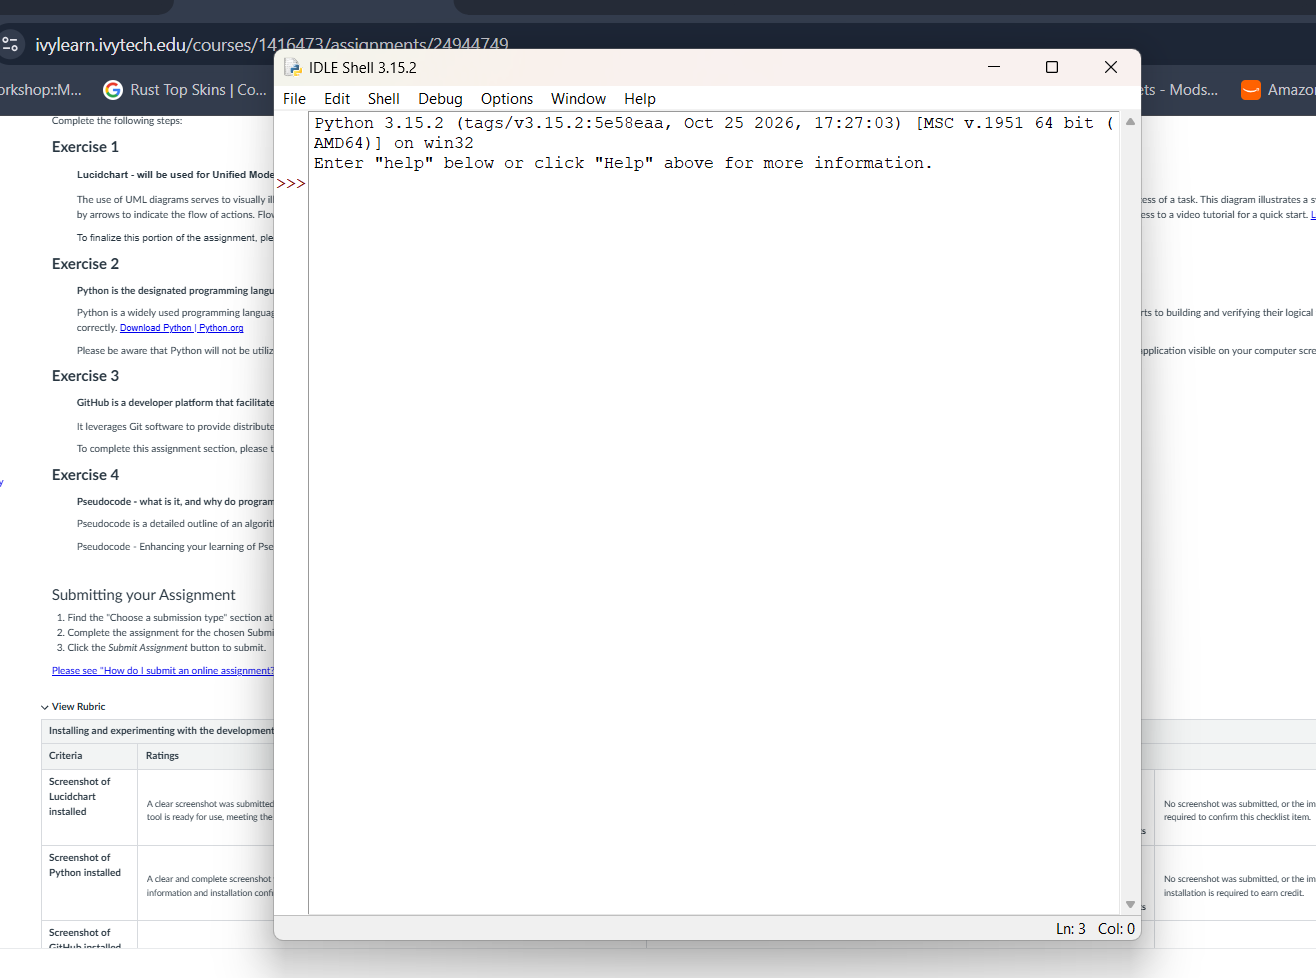 ivylearn.ivytech.edu/courses/1416473/assignments/24944749
orkshop::M...
Rust Top Skins | Co...
ets - Mods...
Amazo
IDLE Shell 3.15.2
File Edit Shell Debug Options Window Help
Python 3.15.2 (tags/v3.15.2:5e58eaa, Oct 25 2026, 17:27:03) [MSC v.1951 64 bit (
AMD64)] on win32
Enter "help" below or click "Help" above for more information.
>>>
Ln: 3 Col: 0
Complete the following steps:
Exercise 1
Lucidchart - will be used for Unified Mode
The use of UML diagrams serves to visually il
ess of a task. This diagram illustrates a s
by arrows to indicate the flow of actions. Flo
ess to a video tutorial for a quick start. L
To finalize this portion of the assignment, ple
Exercise 2
Python is the designated programming langu
Python is a widely used programming languag
rts to building and verifying their logical
correctly. Download Python | Python.org
Please be aware that Python will not be utiliz
pplication visible on your computer scre
Exercise 3
GitHub is a developer platform that facilitate
It leverages Git software to provide distribute
To complete this assignment section, please t
Exercise 4
y
Pseudocode - what is it, and why do program
Pseudocode is a detailed outline of an algorit
Pseudocode - Enhancing your learning of Pse
Submitting your Assignment
1. Find the "Choose a submission type" section at
2. Complete the assignment for the chosen Submi
3. Click the Submit Assignment button to submit.
Please see "How do I submit an online assignment?
View Rubric
Installing and experimenting with the development
Criteria Ratings
Screenshot of
Lucidchart
installed
A clear screenshot was submitted
tool is ready for use, meeting the
ts
No screenshot was submitted, or the im
required to confirm this checklist item.
Screenshot of
Python installed
A clear and complete screenshot
information and installation confi
ts
No screenshot was submitted, or the im
installation is required to earn credit.
Screenshot of
GitHub installed